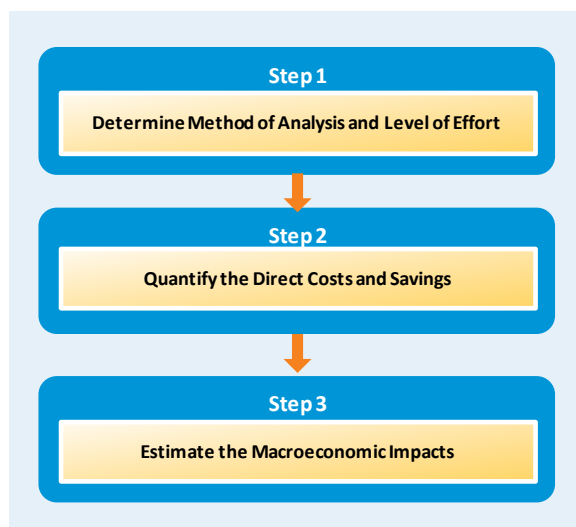 Step 1
Determine Method of Analysis and Level of Effort
Step 2
Quantify the Direct Costs and Savings
Step 3
Estimate the Macroeconomic Impacts